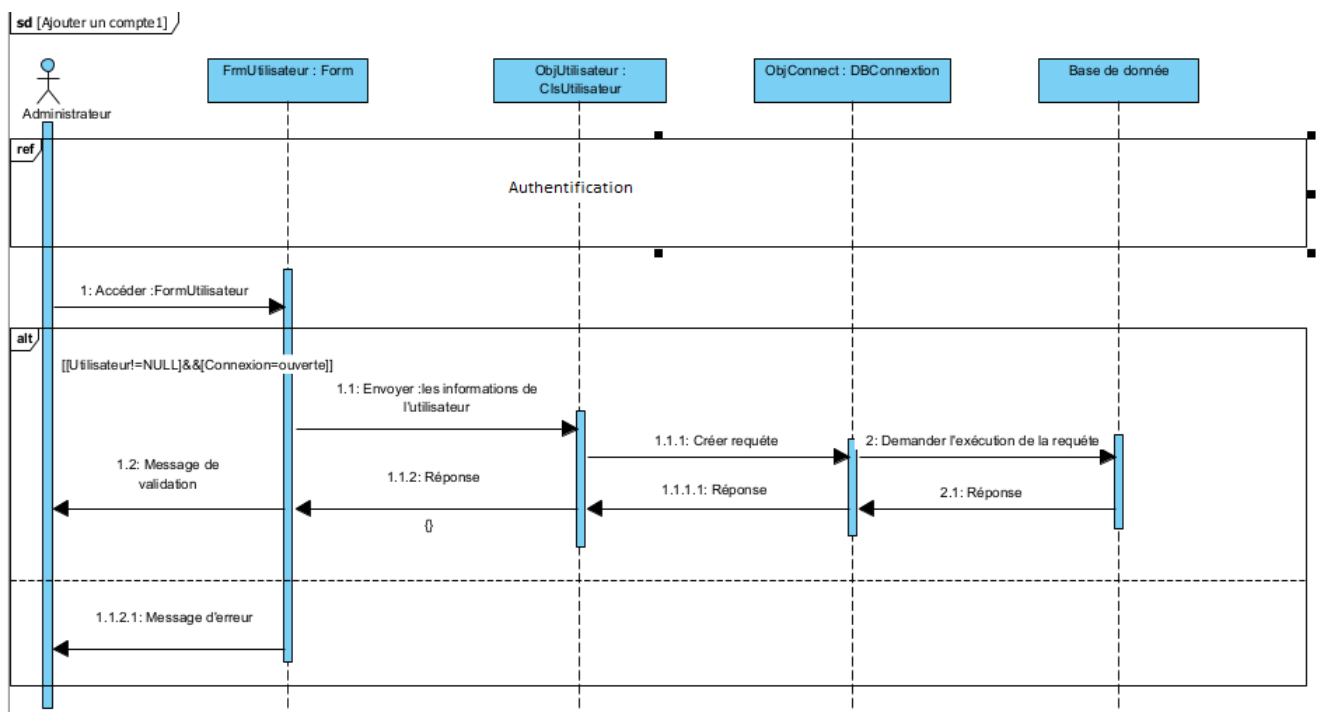 sd [Ajouter un compte1]
Administrateur
FrmUtilisateur : Form
ObjUtilisateur :
ClsUtilisateur
ObjConnect : DBConnextion
Base de donnée
ref
Authentification
1: Accéder :FormUtilisateur
alt
[[Utilisateur!=NULL]&&[Connexion=ouverte]]
1.1: Envoyer :les informations de
l'utilisateur
1.1.1: Créer requéte
2: Demander l'exécution de la requéte
1.2: Message de
validation
1.1.2: Réponse
{}
1.1.1.1: Réponse
2.1: Réponse
1.1.2.1: Message d'erreur